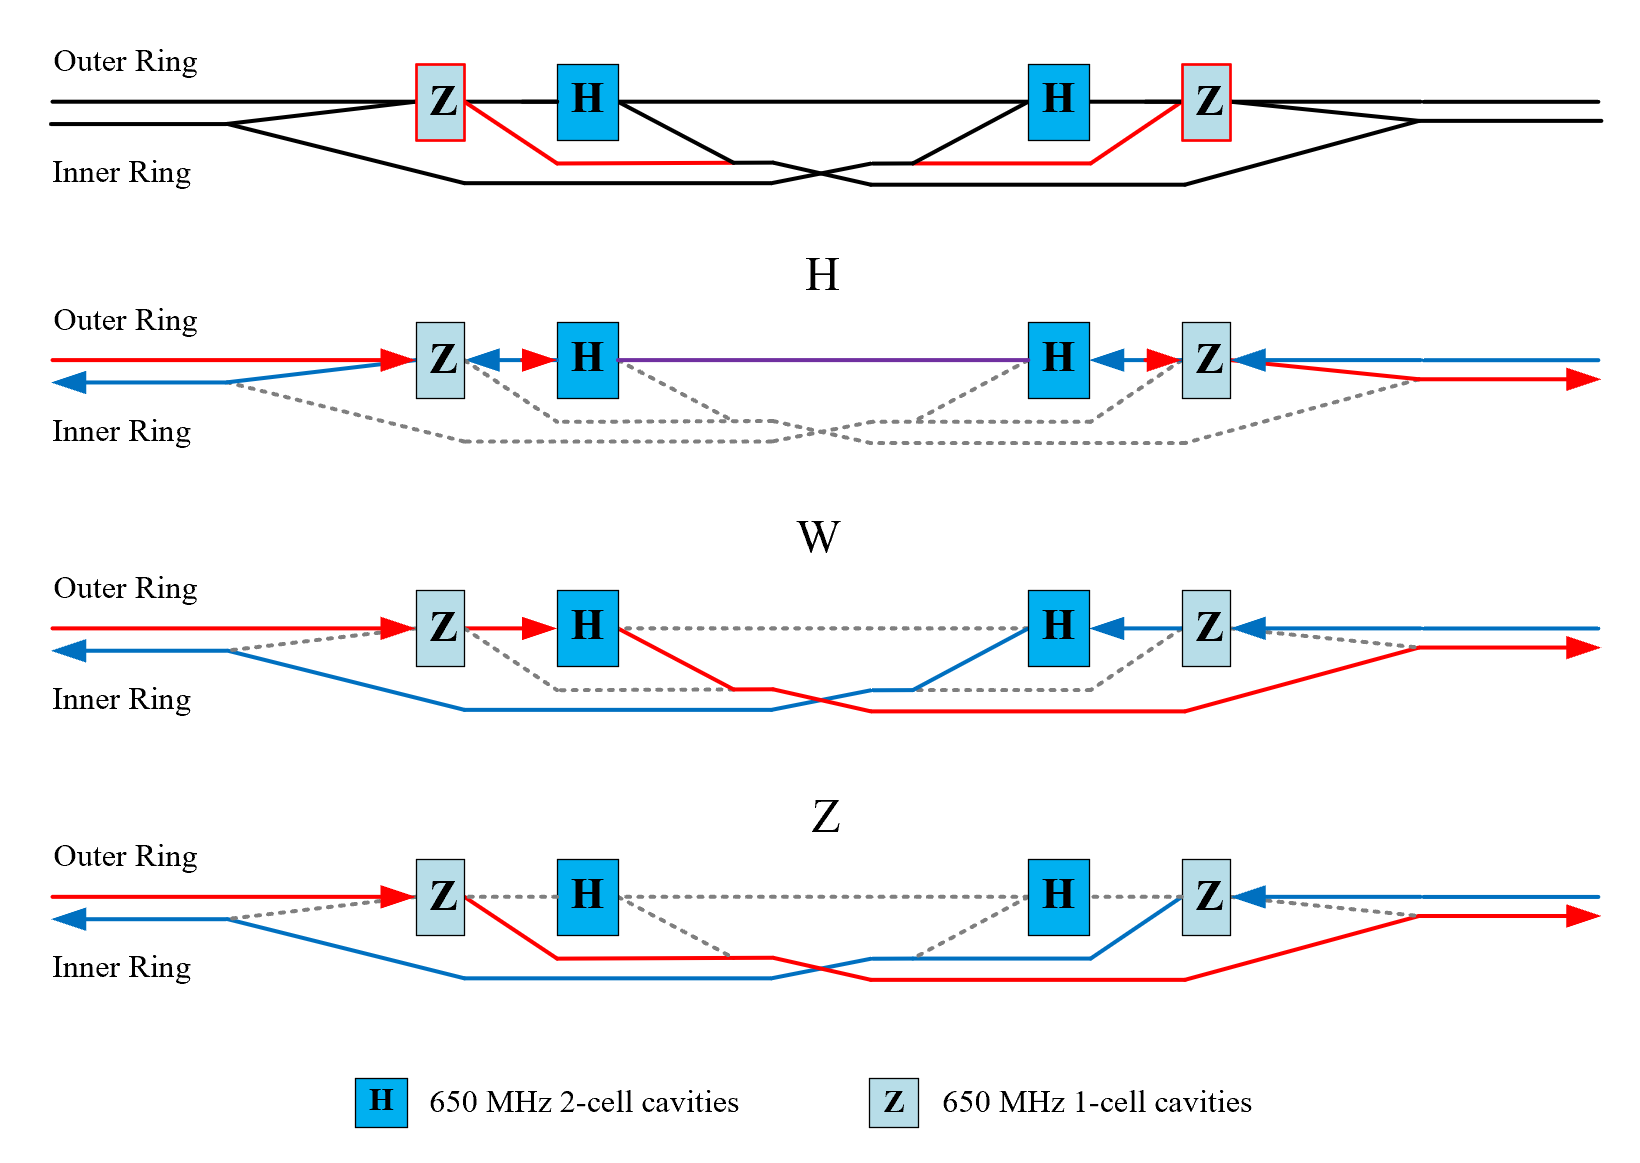 Outer Ring
Z H H Z
Inner Ring
H
Outer Ring
Z H H Z
Inner Ring
W
Outer Ring
Z H H Z
Inner Ring
Z
Outer Ring
Z H H Z
Inner Ring
H 650 MHz 2-cell cavities Z 650 MHz 1-cell cavities